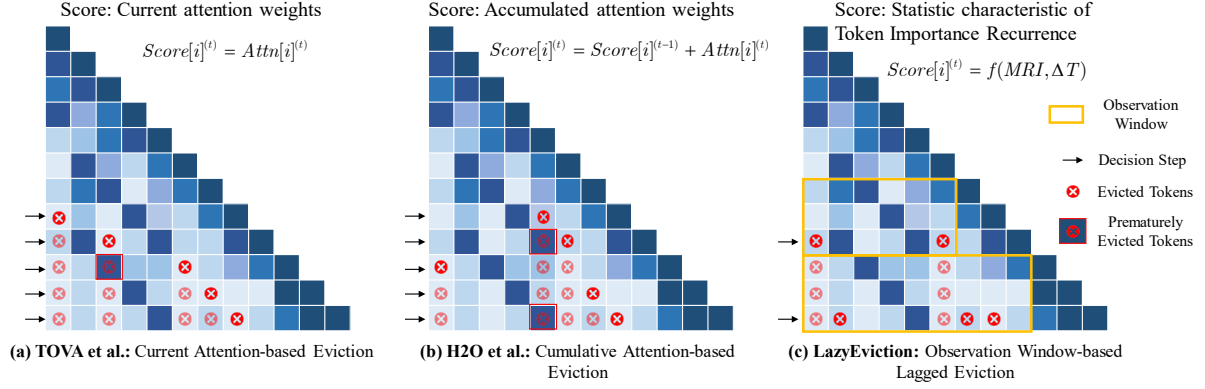 Score: Current attention weights
Score[i]^(t) = Attn[i]^(t)
(a) TOVA et al.: Current Attention-based Eviction
Score: Accumulated attention weights
Score[i]^(t) = Score[i]^(t-1) + Attn[i]^(t)
(b) H2O et al.: Cumulative Attention-based
Eviction
Score: Statistic characteristic of
Token Importance Recurrence
Score[i]^(t) = f(MRI, ΔT)
Observation
Window
Decision Step
Evicted Tokens
Prematurely
Evicted Tokens
(c) LazyEviction: Observation Window-based
Lagged Eviction